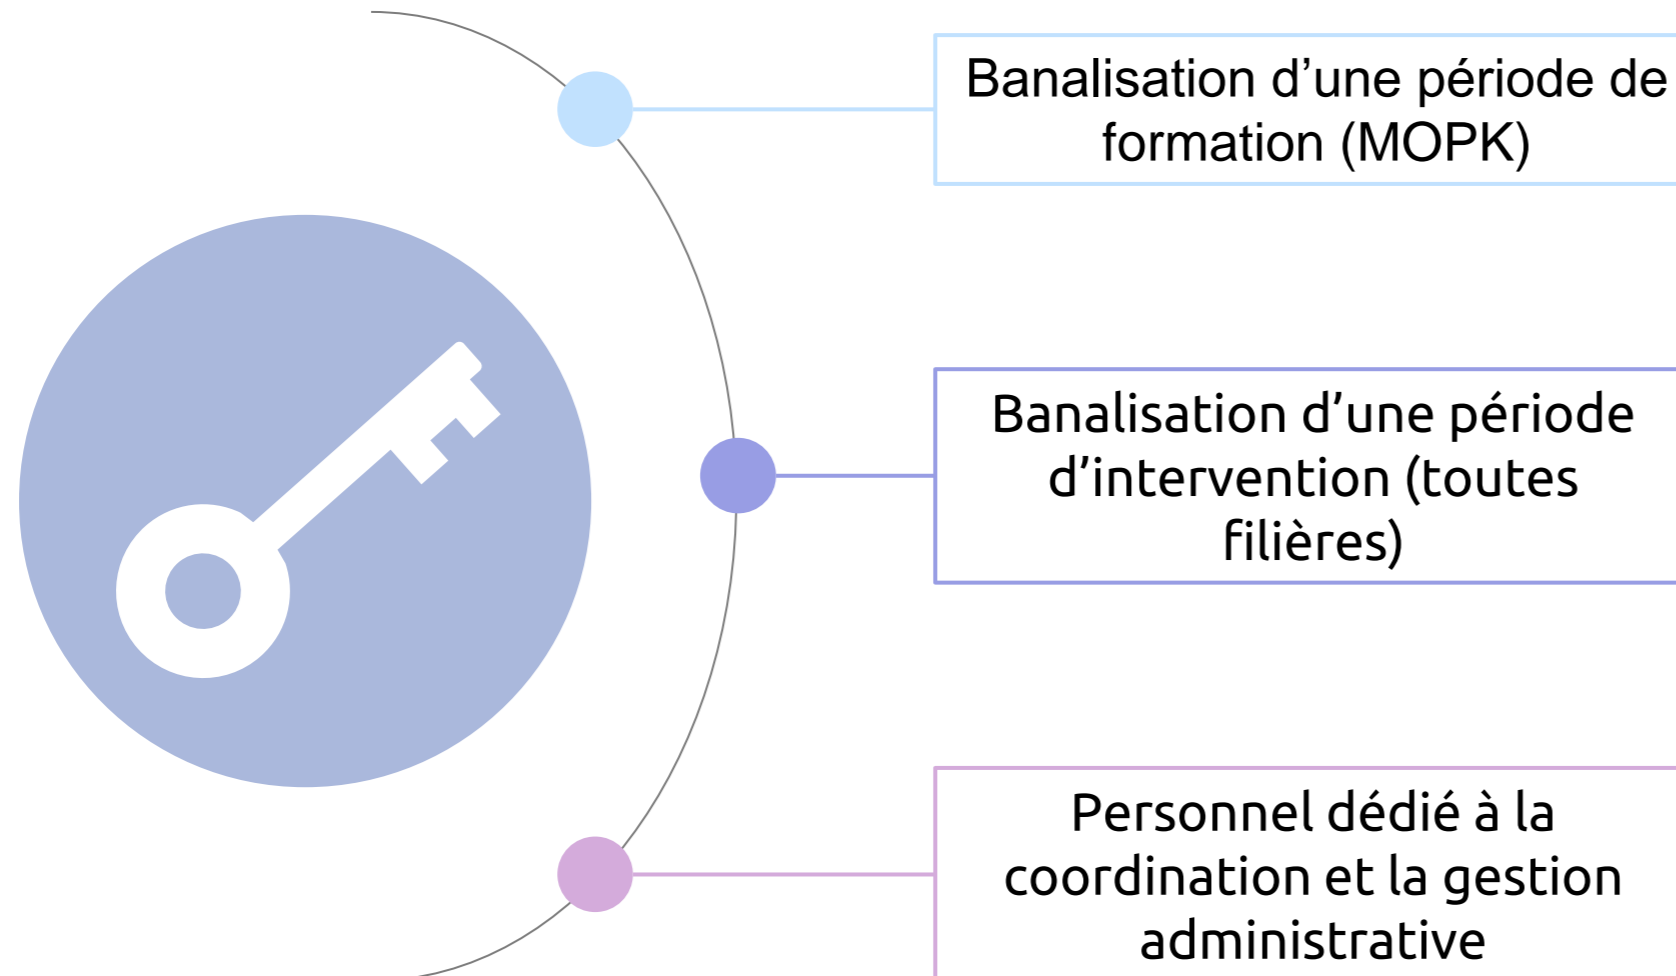 Banalisation d’une période de
formation (MOPK)
Banalisation d’une période
d’intervention (toutes
filières)
Personnel dédié à la
coordination et la gestion
administrative